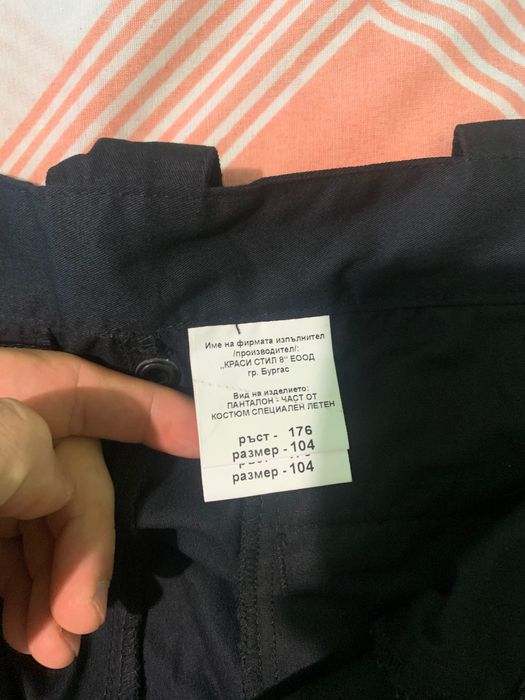 Име на фирмата изпълнител
/производител/:
„КРАСИ СТИЛ 8" ЕООД
гр. Бургас
Вид на изделието:
ПАНТАЛОН - ЧАСТ ОТ
КОСТЮМ СПЕЦИАЛЕН ЛЕТЕН
ръст - 176
размер - 104
размер - 104